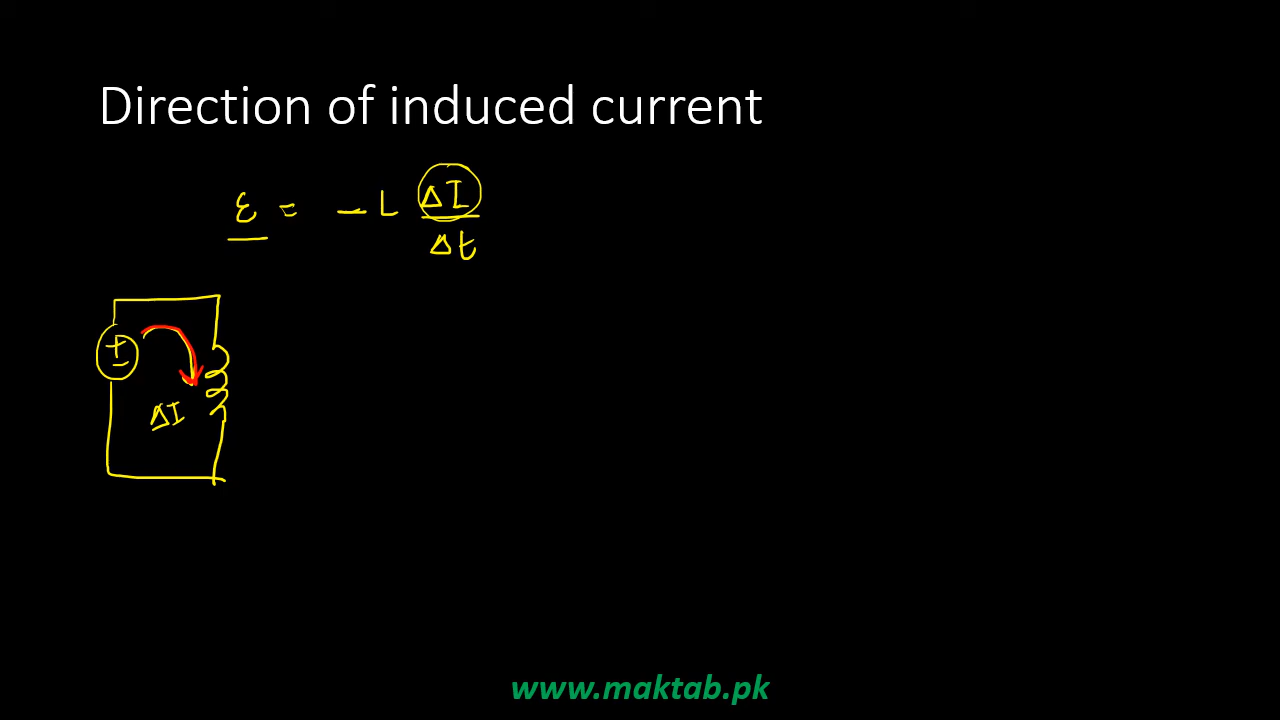 Direction of induced current
ε = - L ΔI
Δt
+
-
ΔI
www.maktab.pk